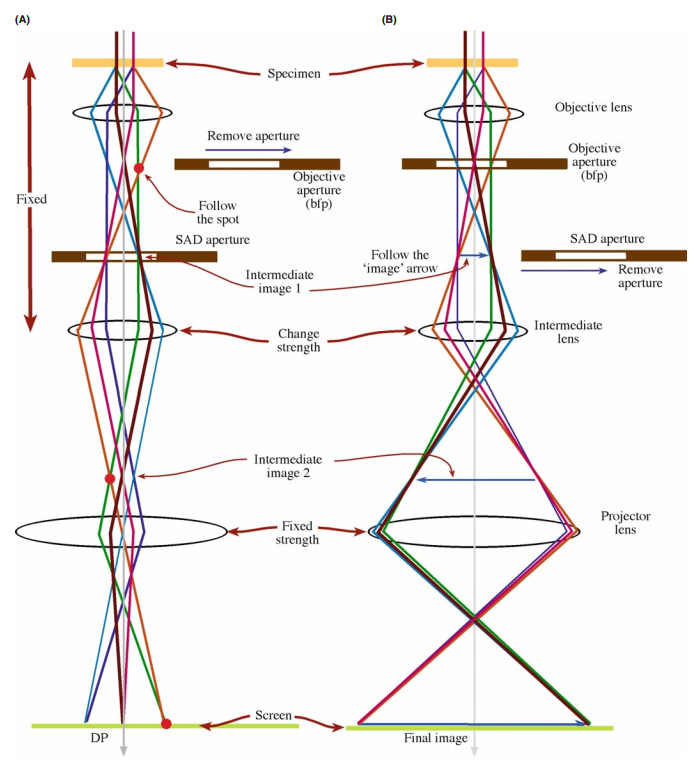 (A)
(B)
Specimen
Objective lens
Remove aperture
Objective
aperture
(bfp)
Objective
aperture
(bfp)
Fixed
Follow
the spot
SAD aperture
SAD aperture
Follow the
‘image’ arrow
Intermediate
image 1
Remove
aperture
Change
strength
Intermediate
lens
Intermediate
image 2
Fixed
strength
Projector
lens
Screen
DP
Final image